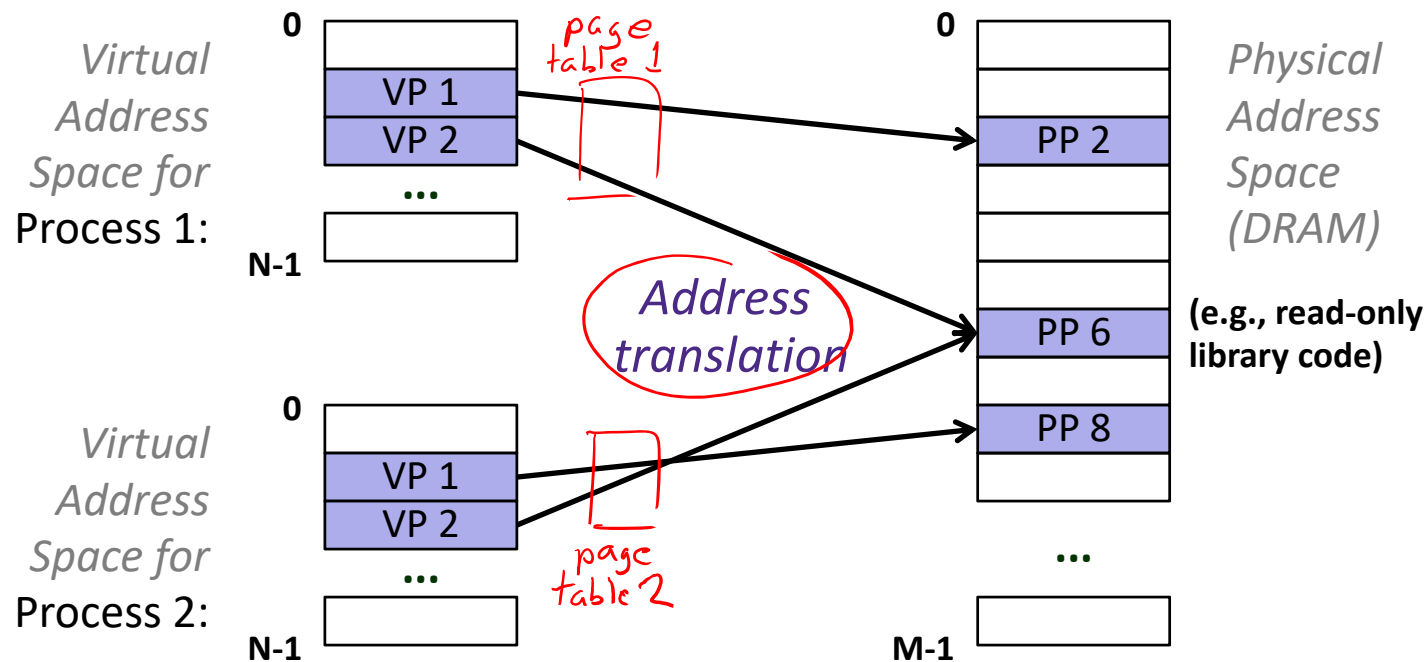 0
Virtual
Address
Space for
Process 1:
VP 1
VP 2
...
N-1
page
table 1
Address
translation
0
Virtual
Address
Space for
Process 2:
VP 1
VP 2
...
N-1
page
table 2
0
PP 2
PP 6
PP 8
...
M-1
Physical
Address
Space
(DRAM)
(e.g., read-only
library code)